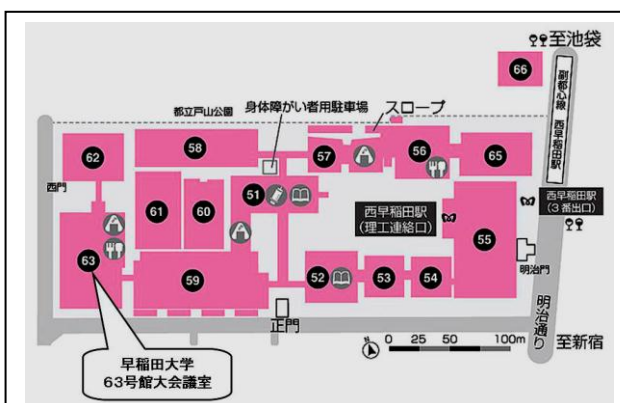 至池袋
66
副都心線 西早稲田駅
都立戸山公園
身体障がい者用駐車場
スロープ
62
58
57
56
65
西門
51
61
60
西早稲田駅
(理工連絡口)
西早稲田駅
(3番出口)
55
63
59
52
53
54
明治門
正門
明治通り
至新宿
N
0 25 50 100m
早稲田大学
63号館大会議室